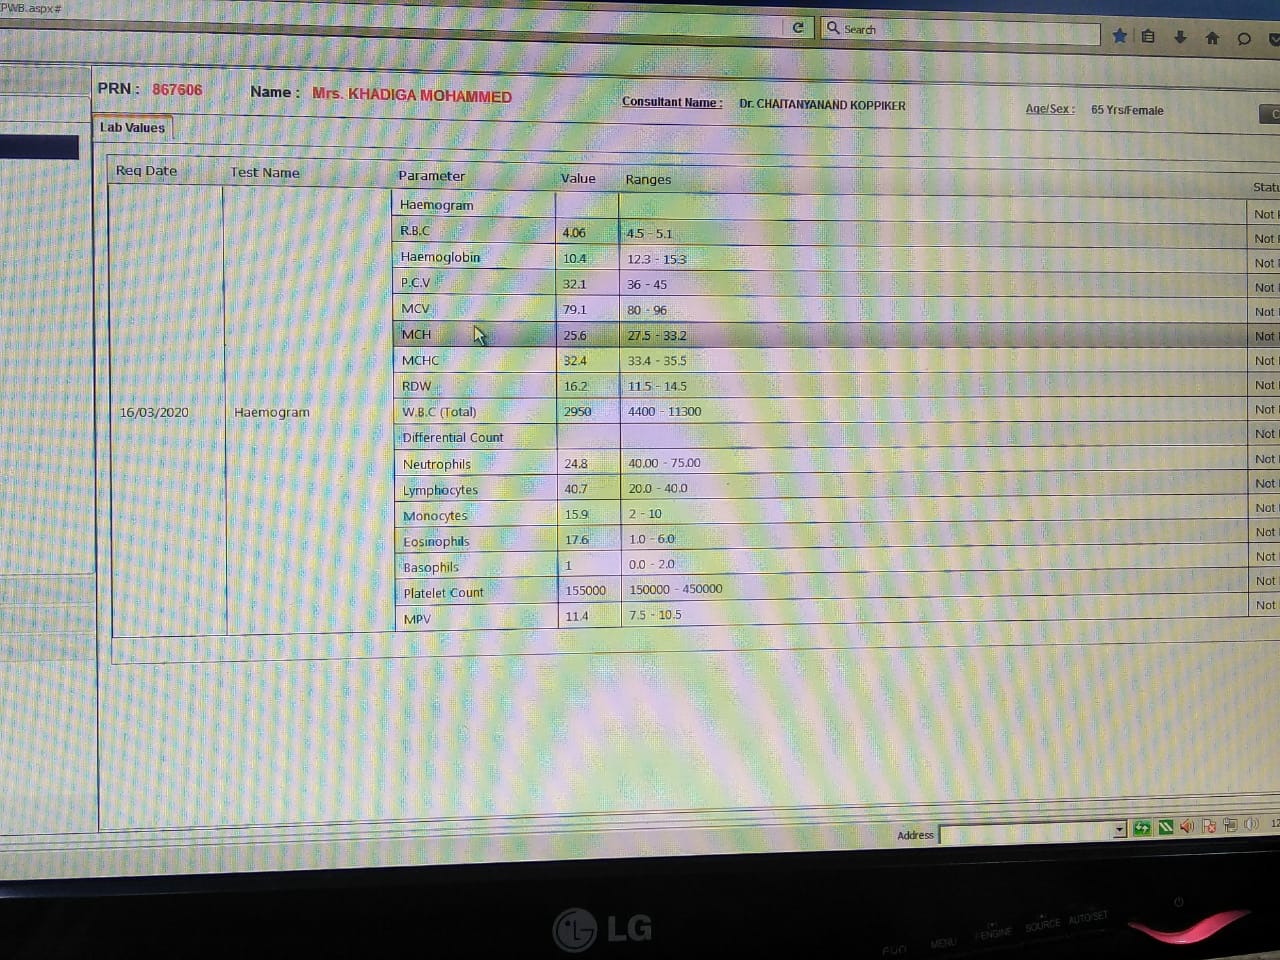 PWB.aspx#
Search
PRN : 867606 Name : Mrs. KHADIGA MOHAMMED Consultant Name : Dr. CHAITANYANAND KOPPIKER Age/Sex : 65 Yrs/Female
Lab Values
Req Date Test Name Parameter Value Ranges
Haemogram Not
R.B.C 4.06 4.5 - 5.1 Not
Haemoglobin 10.4 12.3 - 15.3 Not
P.C.V 32.1 36 - 45 Not
MCV 79.1 80 - 96 Not
MCH 25.6 27.5 - 33.2 Not
MCHC 32.4 33.4 - 35.5 Not
RDW 16.2 11.5 - 14.5 Not
16/03/2020 Haemogram W.B.C (Total) 2950 4400 - 11300 Not
Differential Count Not
Neutrophils 24.8 40.00 - 75.00 Not
Lymphocytes 40.7 20.0 - 40.0 Not
Monocytes 15.9 2 - 10 Not
Eosinophils 17.6 1.0 - 6.0 Not
Basophils 1 0.0 - 2.0 Not
Platelet Count 155000 150000 - 450000 Not
MPV 11.4 7.5 - 10.5 Not
Address
LG MENU SOURCE AUTO/SET